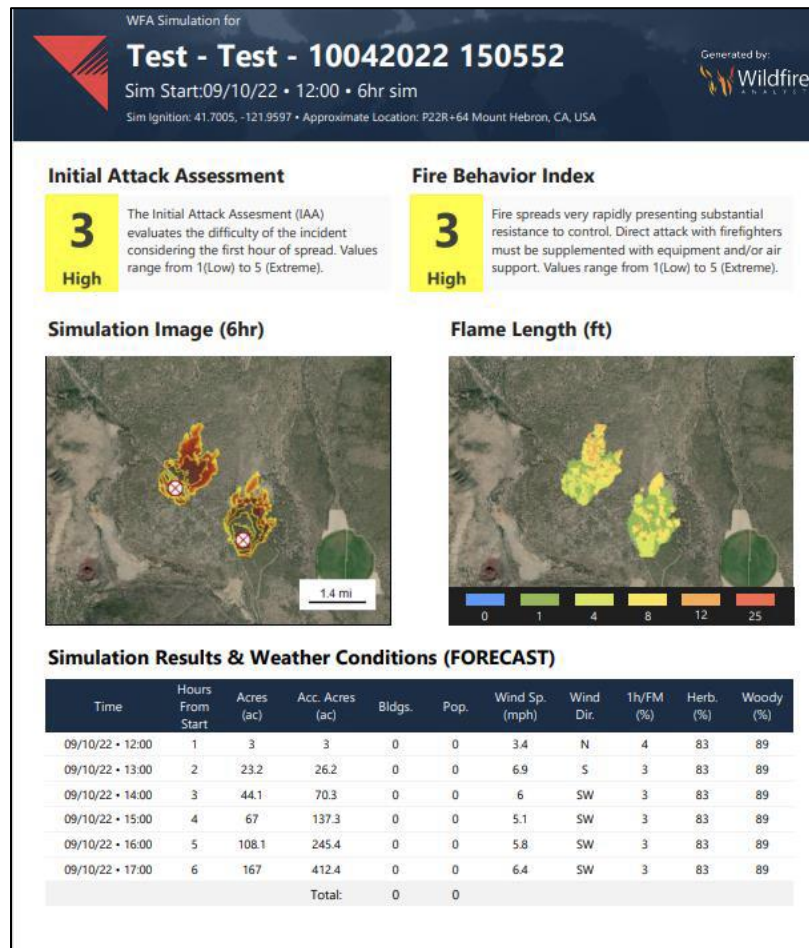 WFA Simulation for
Test - Test - 10042022 150552
Sim Start:09/10/22 • 12:00 • 6hr sim
Sim Ignition: 41.7005, -121.9597 • Approximate Location: P22R+64 Mount Hebron, CA, USA
Generated by:
Wildfire
ANALYST
Initial Attack Assessment
3
High
The Initial Attack Assesment (IAA)
evaluates the difficulty of the incident
considering the first hour of spread. Values
range from 1(Low) to 5 (Extreme).
Fire Behavior Index
3
High
Fire spreads very rapidly presenting substantial
resistance to control. Direct attack with firefighters
must be supplemented with equipment and/or air
support. Values range from 1(Low) to 5 (Extreme).
Simulation Image (6hr)
1.4 mi
Flame Length (ft)
0 1 4 8 12 25
Simulation Results & Weather Conditions (FORECAST)
Time Hours From Start Acres (ac) Acc. Acres (ac) Bldgs. Pop. Wind Sp. (mph) Wind Dir. 1h/FM (%) Herb. (%) Woody (%)
09/10/22 • 12:00 1 3 3 0 0 3.4 N 4 83 89
09/10/22 • 13:00 2 23.2 26.2 0 0 6.9 S 3 83 89
09/10/22 • 14:00 3 44.1 70.3 0 0 6 SW 3 83 89
09/10/22 • 15:00 4 67 137.3 0 0 5.1 SW 3 83 89
09/10/22 • 16:00 5 108.1 245.4 0 0 5.8 SW 3 83 89
09/10/22 • 17:00 6 167 412.4 0 0 6.4 SW 3 83 89
Total: 0 0